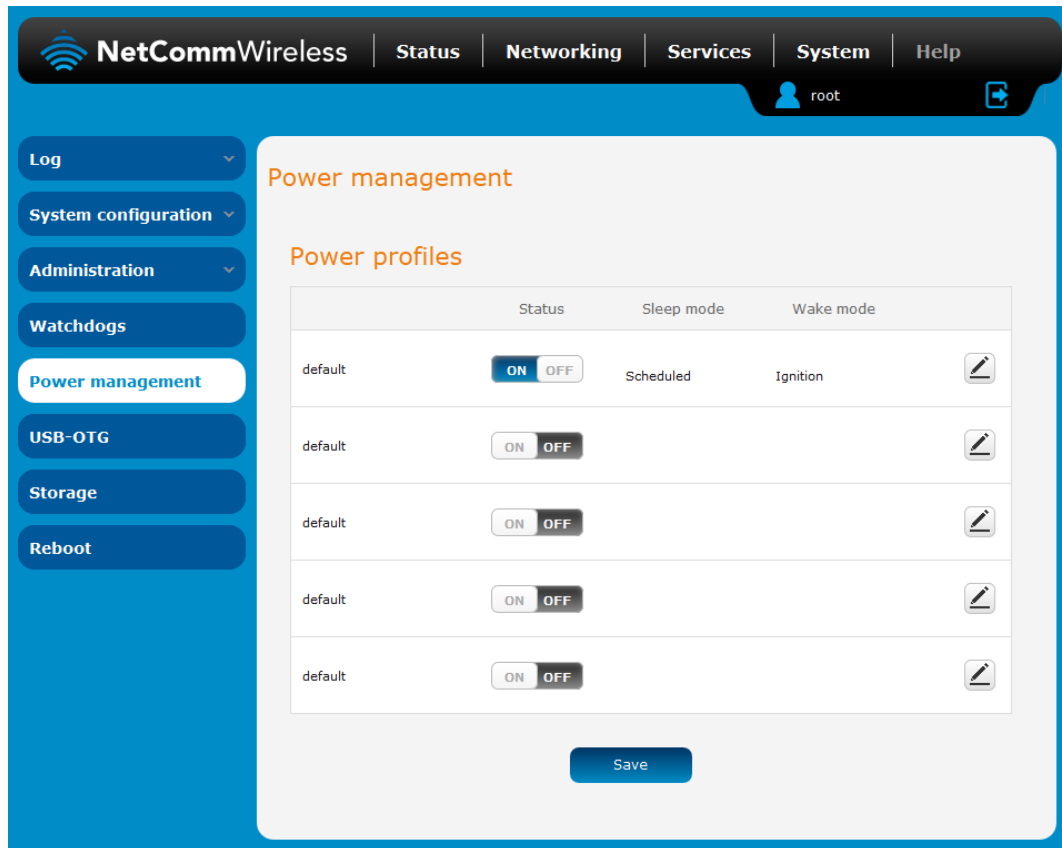 NetCommWireless Status Networking Services System Help
root
Log
System configuration
Administration
Watchdogs
Power management
USB-OTG
Storage
Reboot
Power management
Power profiles
Status Sleep mode Wake mode
default ON OFF Scheduled Ignition
default ON OFF
default ON OFF
default ON OFF
default ON OFF
Save